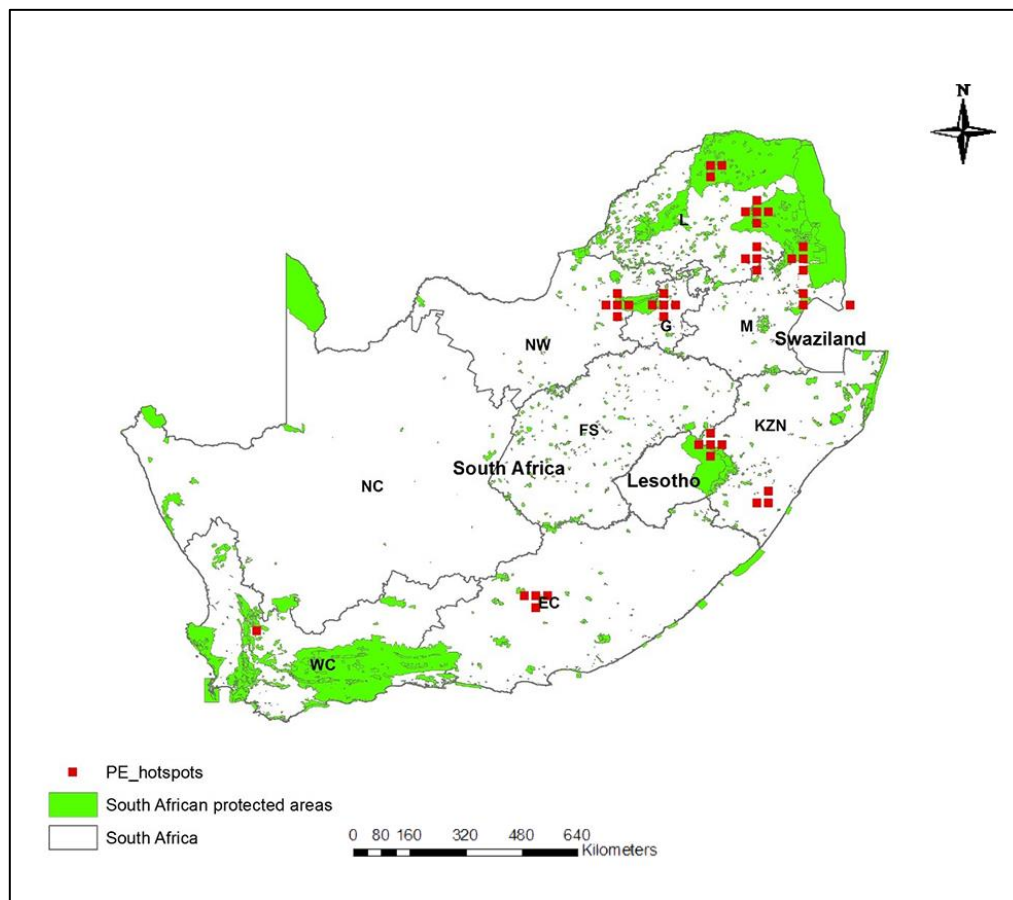 N
L
G
M
NW
Swaziland
FS
KZN
South Africa
NC
Lesotho
EC
WC
PE_hotspots
South African protected areas
South Africa
0 80 160 320 480 640
Kilometers